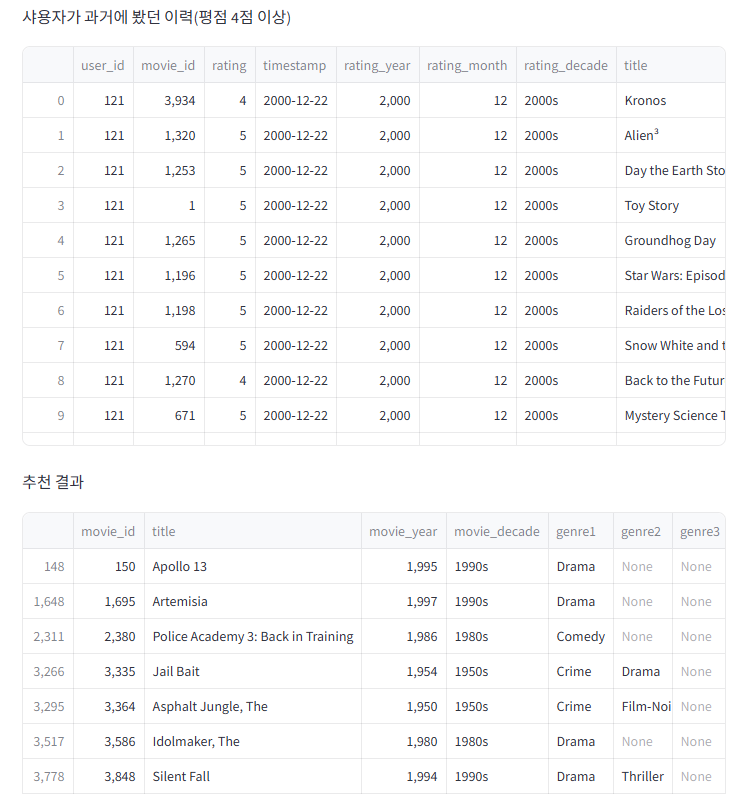 사용자가 과거에 봤던 이력(평점 4점 이상)
user_id movie_id rating timestamp rating_year rating_month rating_decade title
0 121 3,934 4 2000-12-22 2,000 12 2000s Kronos
1 121 1,320 5 2000-12-22 2,000 12 2000s Alien³
2 121 1,253 5 2000-12-22 2,000 12 2000s Day the Earth Sto
3 121 1 5 2000-12-22 2,000 12 2000s Toy Story
4 121 1,265 5 2000-12-22 2,000 12 2000s Groundhog Day
5 121 1,196 5 2000-12-22 2,000 12 2000s Star Wars: Episod
6 121 1,198 5 2000-12-22 2,000 12 2000s Raiders of the Los
7 121 594 5 2000-12-22 2,000 12 2000s Snow White and t
8 121 1,270 4 2000-12-22 2,000 12 2000s Back to the Futur
9 121 671 5 2000-12-22 2,000 12 2000s Mystery Science T
추천 결과
movie_id title movie_year movie_decade genre1 genre2 genre3
148 150 Apollo 13 1,995 1990s Drama None None
1,648 1,695 Artemisia 1,997 1990s Drama None None
2,311 2,380 Police Academy 3: Back in Training 1,986 1980s Comedy None None
3,266 3,335 Jail Bait 1,954 1950s Crime Drama None
3,295 3,364 Asphalt Jungle, The 1,950 1950s Crime Film-Noi None
3,517 3,586 Idolmaker, The 1,980 1980s Drama None None
3,778 3,848 Silent Fall 1,994 1990s Drama Thriller None